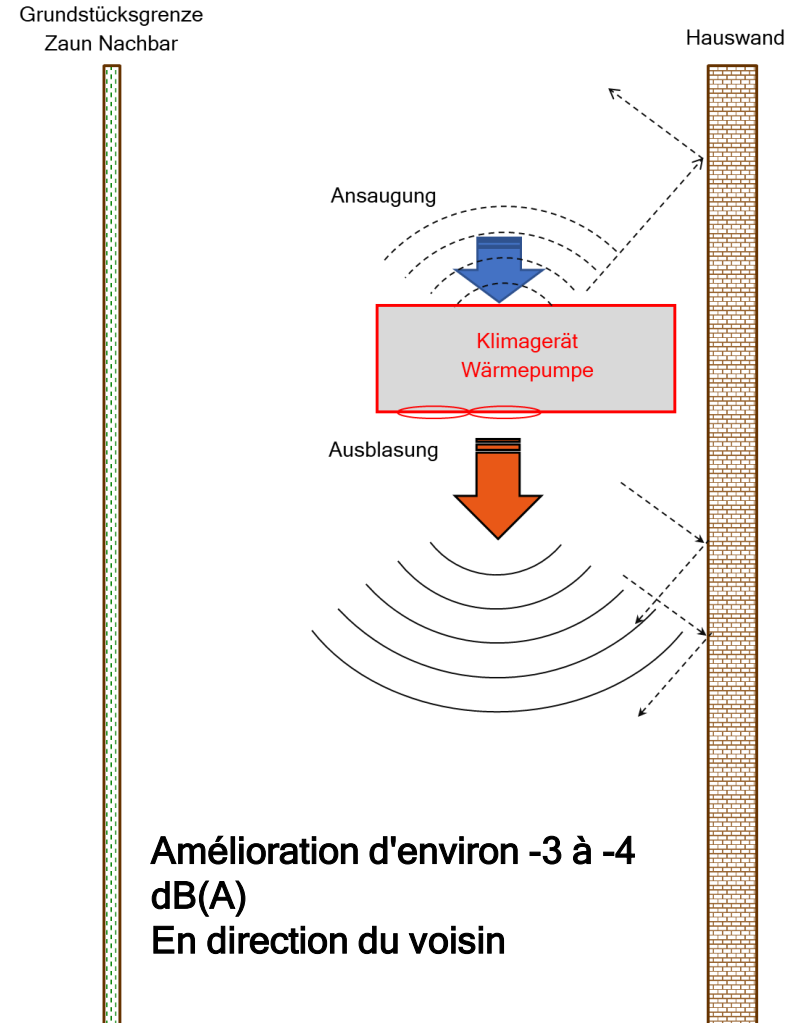 Grundstücksgrenze
Zaun Nachbar
Hauswand
Ansaugung
Klimagerät
Wärmepumpe
Ausblasung
Amélioration d'environ -3 à -4
dB(A)
En direction du voisin